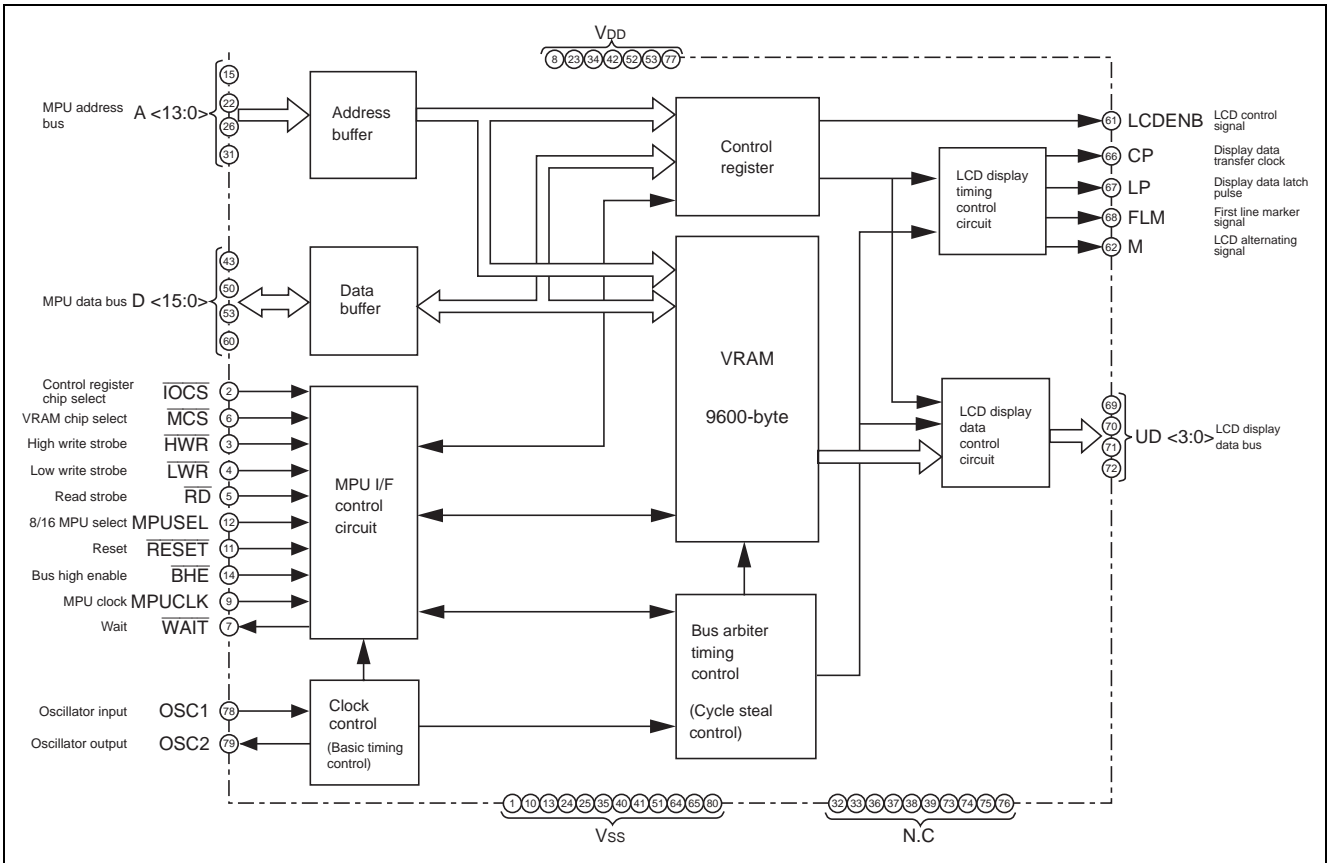 VDD
8 23 34 42 52 53 77
MPU address
bus
A <13:0>
15
22
26
31
Address
buffer
Control
register
61 LCDENB LCD control
signal
66 CP Display data
transfer clock
67 LP Display data latch
pulse
68 FLM First line marker
signal
62 M LCD alternating
signal
LCD display
timing
control
circuit
MPU data bus D <15:0>
43
50
53
60
Data
buffer
VRAM
9600-byte
LCD display
data
control
circuit
69
70
71
72
UD <3:0> LCD display
data bus
Control register
chip select
IOCS 2
VRAM chip select MCS 6
High write strobe HWR 3
Low write strobe LWR 4
Read strobe RD 5
8/16 MPU select MPUSEL 12
Reset RESET 11
Bus high enable BHE 14
MPU clock MPUCLK 9
Wait WAIT 7
MPU I/F
control
circuit
Bus arbiter
timing
control
(Cycle steal
control)
Oscillator input OSC1 78
Oscillator output OSC2 79
Clock
control
(Basic timing
control)
1 10 13 24 25 35 40 41 51 64 65 80
VSS
32 33 36 37 38 39 73 74 75 76
N.C